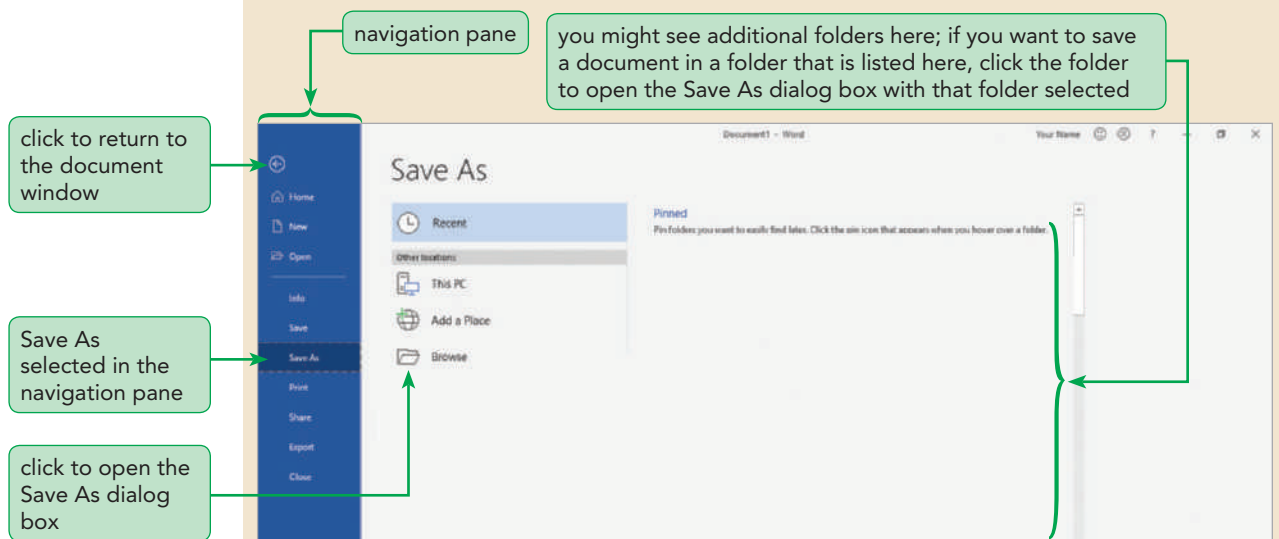 navigation pane
you might see additional folders here; if you want to save
a document in a folder that is listed here, click the folder
to open the Save As dialog box with that folder selected
click to return to
the document
window
Document1 - Word
Your Name
?
Save As
Home
New
Open
Info
Save
Save As
Print
Share
Export
Close
Recent
Other locations
This PC
Add a Place
Browse
Pinned
Pin folders you want to easily find later. Click the pin icon that appears when you hover over a folder.
Save As
selected in the
navigation pane
click to open the
Save As dialog
box